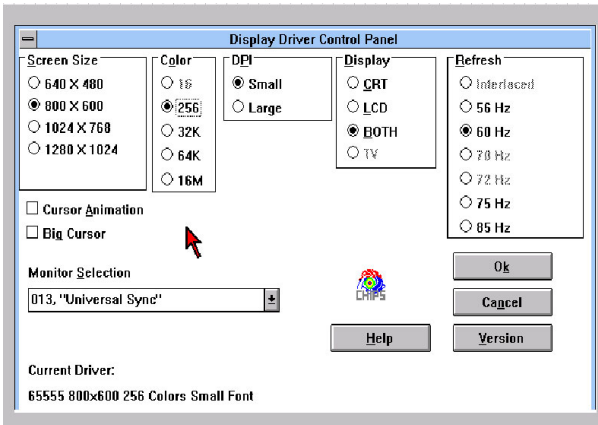 Display Driver Control Panel
Screen Size
640 X 480
800 X 600
1024 X 768
1280 X 1024
Color
16
256
32K
64K
16M
DPI
Small
Large
Display
CRT
LCD
BOTH
TV
Refresh
Interlaced
56 Hz
60 Hz
70 Hz
72 Hz
75 Hz
85 Hz
Cursor Animation
Big Cursor
Monitor Selection
013, "Universal Sync"
CHIPS
Ok
Cancel
Help
Version
Current Driver:
65555 800x600 256 Colors Small Font